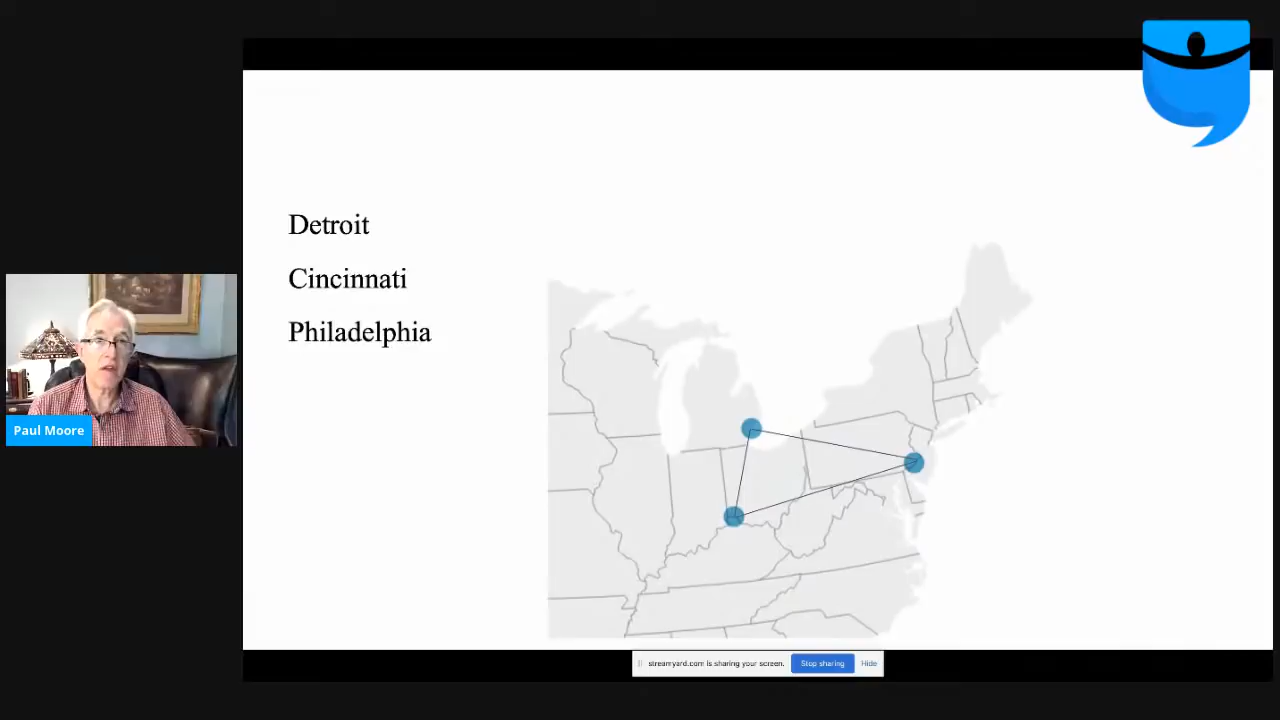 Detroit
Cincinnati
Philadelphia
Paul Moore
streamyard.com is sharing your screen.
Stop sharing
Hide